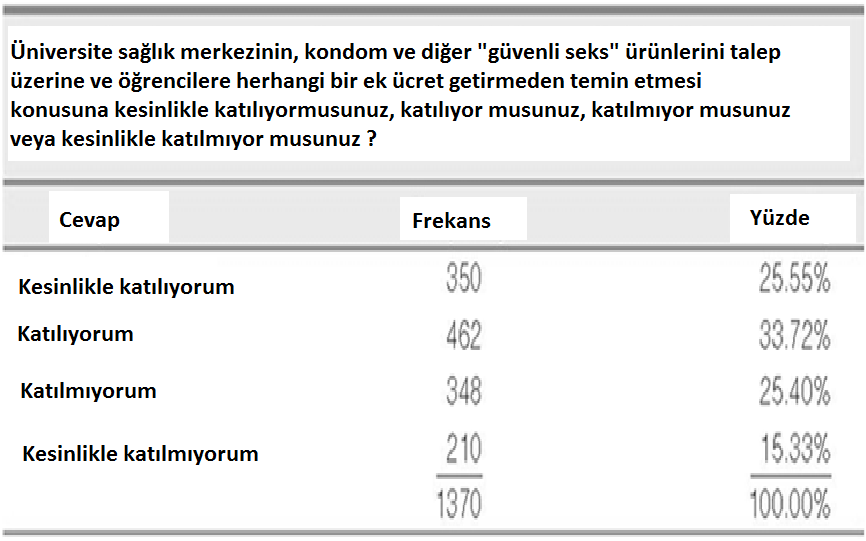 Üniversite sağlık merkezinin, kondom ve diğer "güvenli seks" ürünlerini talep
üzerine ve öğrencilere herhangi bir ek ücret getirmeden temin etmesi
konusuna kesinlikle katılıyormusunuz, katılıyor musunuz, katılmıyor musunuz
veya kesinlikle katılmıyor musunuz ?
Cevap Frekans Yüzde
Kesinlikle katılıyorum 350 25.55%
Katılıyorum 462 33.72%
Katılmıyorum 348 25.40%
Kesinlikle katılmıyorum 210 15.33%
1370 100.00%